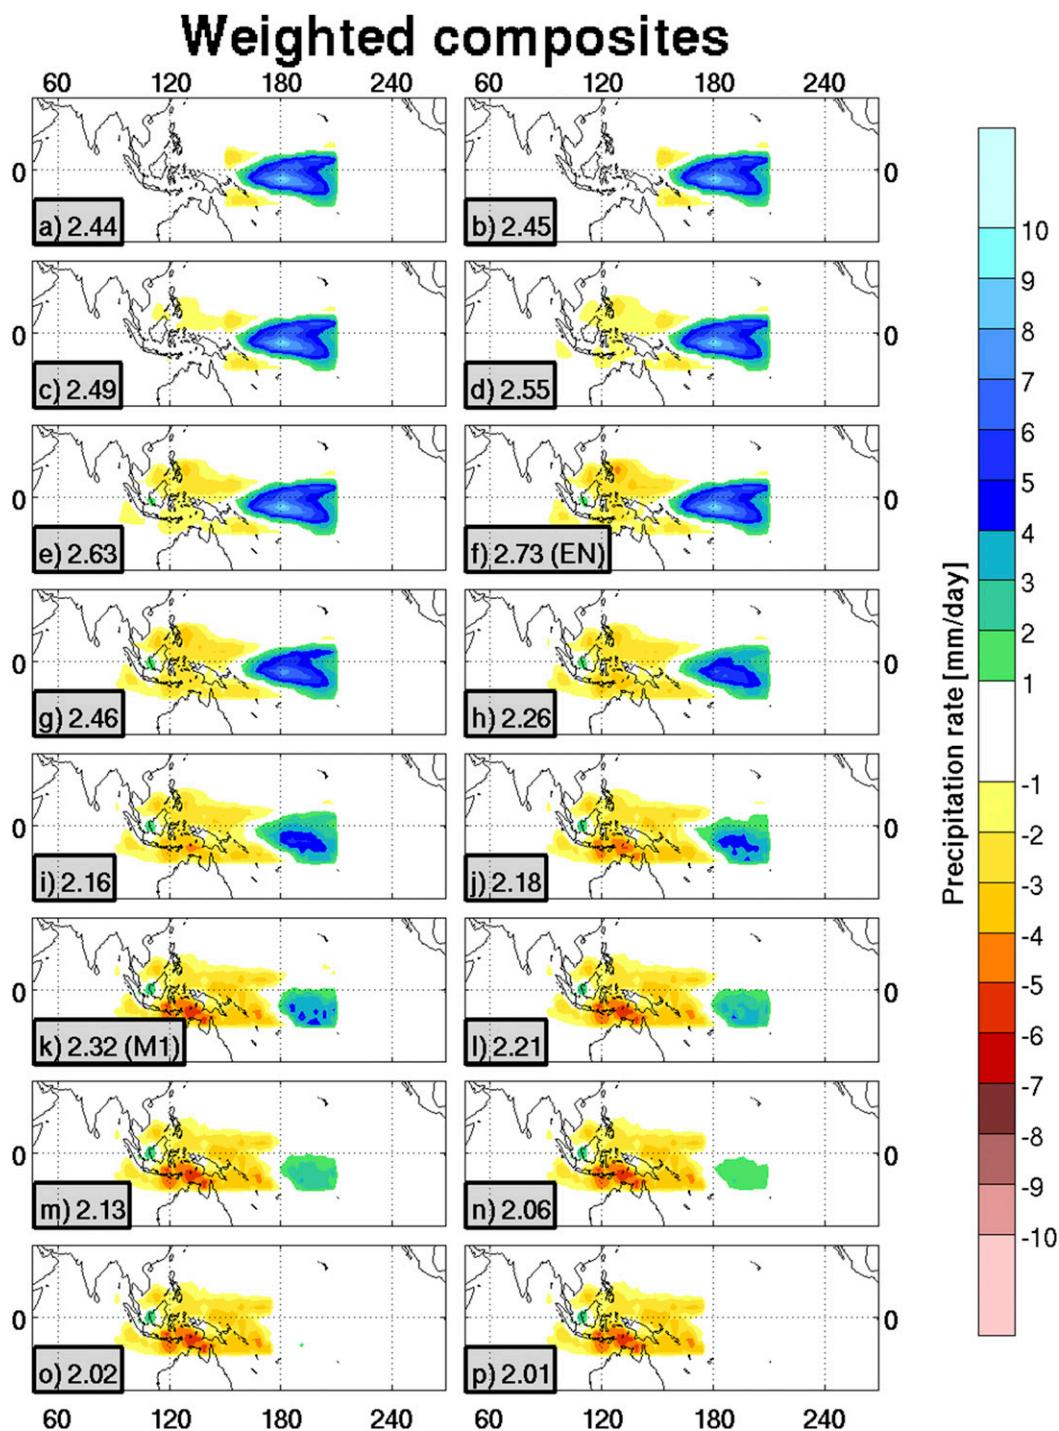 Weighted composites
60 120 180 240 60 120 180 240
0 0
a) 2.44 b) 2.45
0 0
c) 2.49 d) 2.55
0 0
e) 2.63 f) 2.73 (EN)
0 0
g) 2.46 h) 2.26
0 0
i) 2.16 j) 2.18
0 0
k) 2.32 (M1) l) 2.21
0 0
m) 2.13 n) 2.06
0 0
o) 2.02 p) 2.01
60 120 180 240 60 120 180 240
Precipitation rate [mm/day]
10
9
8
7
6
5
4
3
2
1
-1
-2
-3
-4
-5
-6
-7
-8
-9
-10